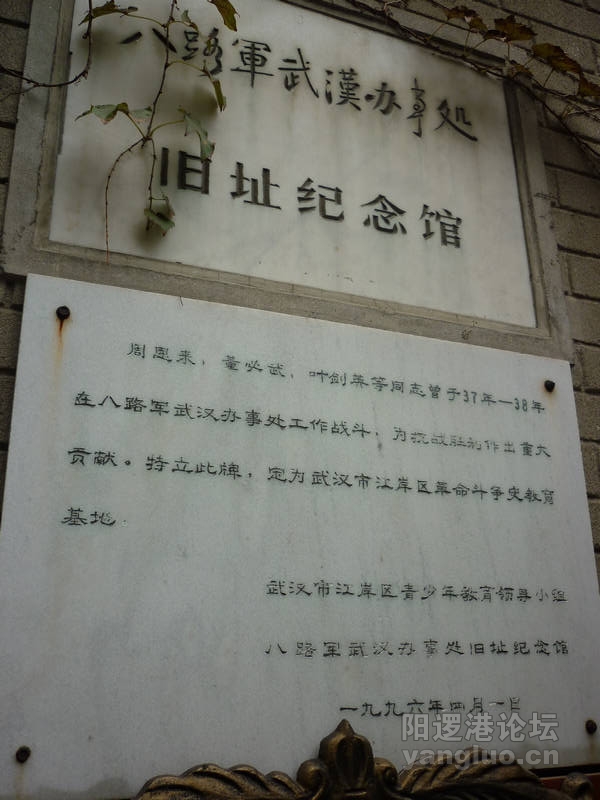 八路軍武漢办事処
旧址纪念馆
周恩来，董必武，叶剑英等同志曾于37年—38年
在八路军武汉办事处工作战斗，为抗战胜利作出重大
贡献。特立此牌，定为武汉市江岸区革命斗争史教育
基地.
武汉市江岸区青少年教育领导小组
八路军武汉办事处旧址纪念馆
一九九六年四月一日
阳逻港论坛
yangluo.cn